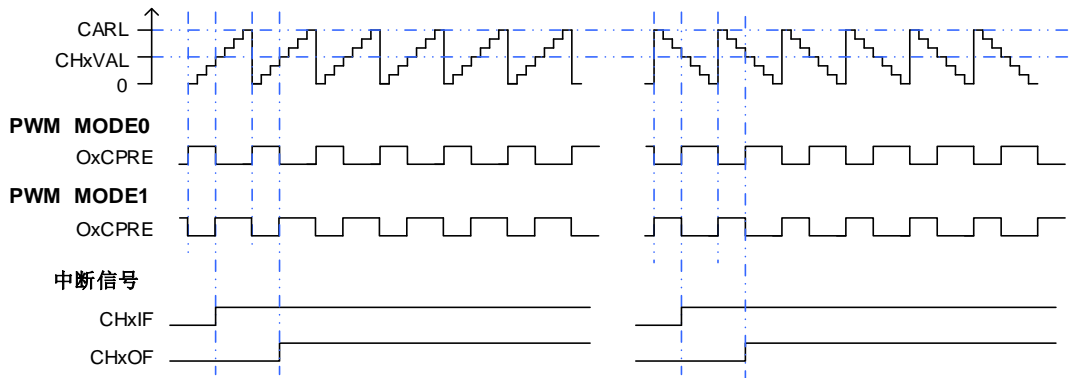 CARL
CHxVAL
0
PWM MODE0
OxCPRE
PWM MODE1
OxCPRE
中断信号
CHxIF
CHxOF